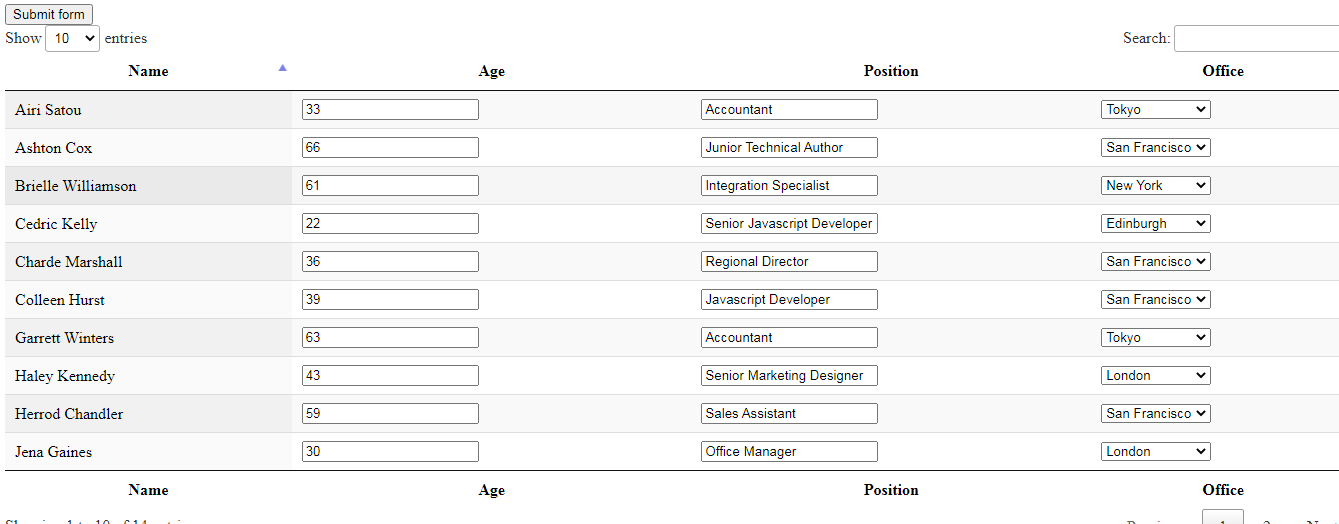 Submit form
Show 10 entries Search:
Name Age Position Office
Airi Satou 33 Accountant Tokyo
Ashton Cox 66 Junior Technical Author San Francisco
Brielle Williamson 61 Integration Specialist New York
Cedric Kelly 22 Senior Javascript Developer Edinburgh
Charde Marshall 36 Regional Director San Francisco
Colleen Hurst 39 Javascript Developer San Francisco
Garrett Winters 63 Accountant Tokyo
Haley Kennedy 43 Senior Marketing Designer London
Herrod Chandler 59 Sales Assistant San Francisco
Jena Gaines 30 Office Manager London
Name Age Position Office